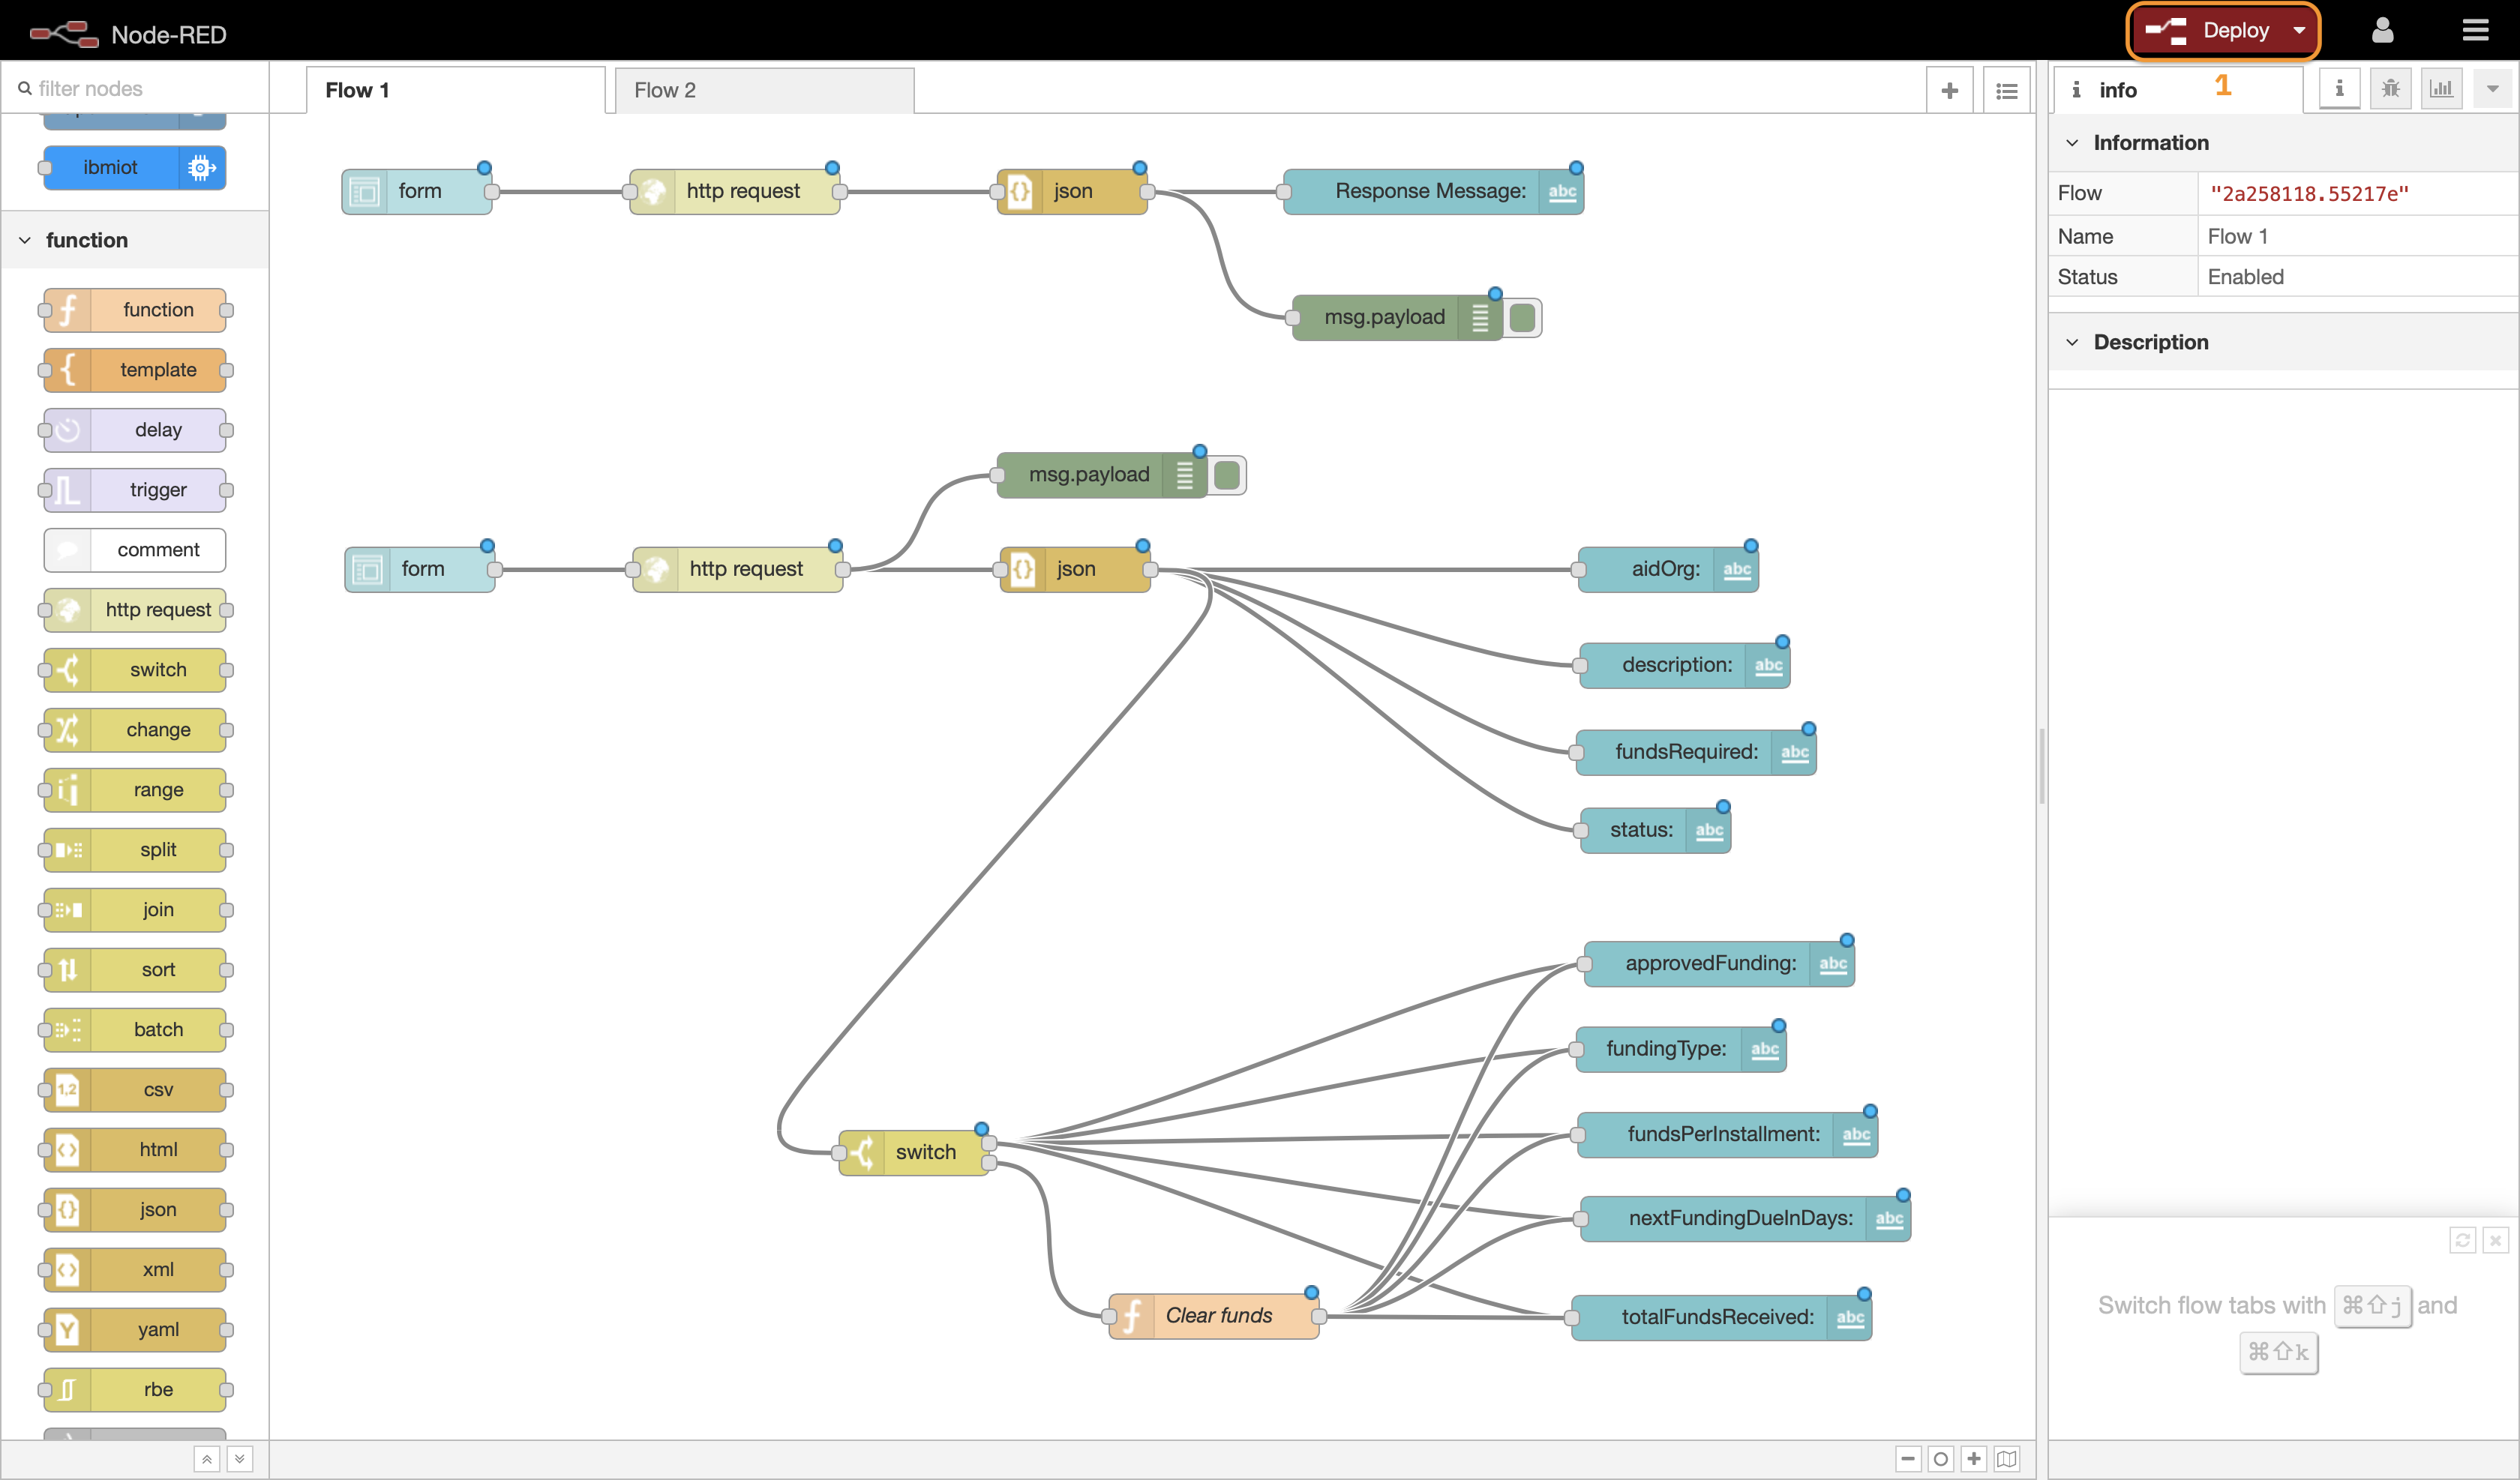 Node-RED
Deploy
filter nodes
ibmiot
function
function
template
delay
trigger
comment
http request
switch
change
range
split
join
sort
batch
1,2
csv
html
json
xml
yaml
rbe
Flow 1
Flow 2
form
http request
json
Response Message:
abc
msg.payload
msg.payload
form
http request
json
aidOrg:
abc
description:
abc
fundsRequired:
abc
status:
abc
approvedFunding:
abc
fundingType:
abc
switch
fundsPerInstallment:
abc
nextFundingDueInDays:
abc
Clear funds
totalFundsReceived:
abc
info
1
Information
Flow "2a258118.55217e"
Name Flow 1
Status Enabled
Description
Switch flow tabs with ⌘⇧j and
⌘⇧k